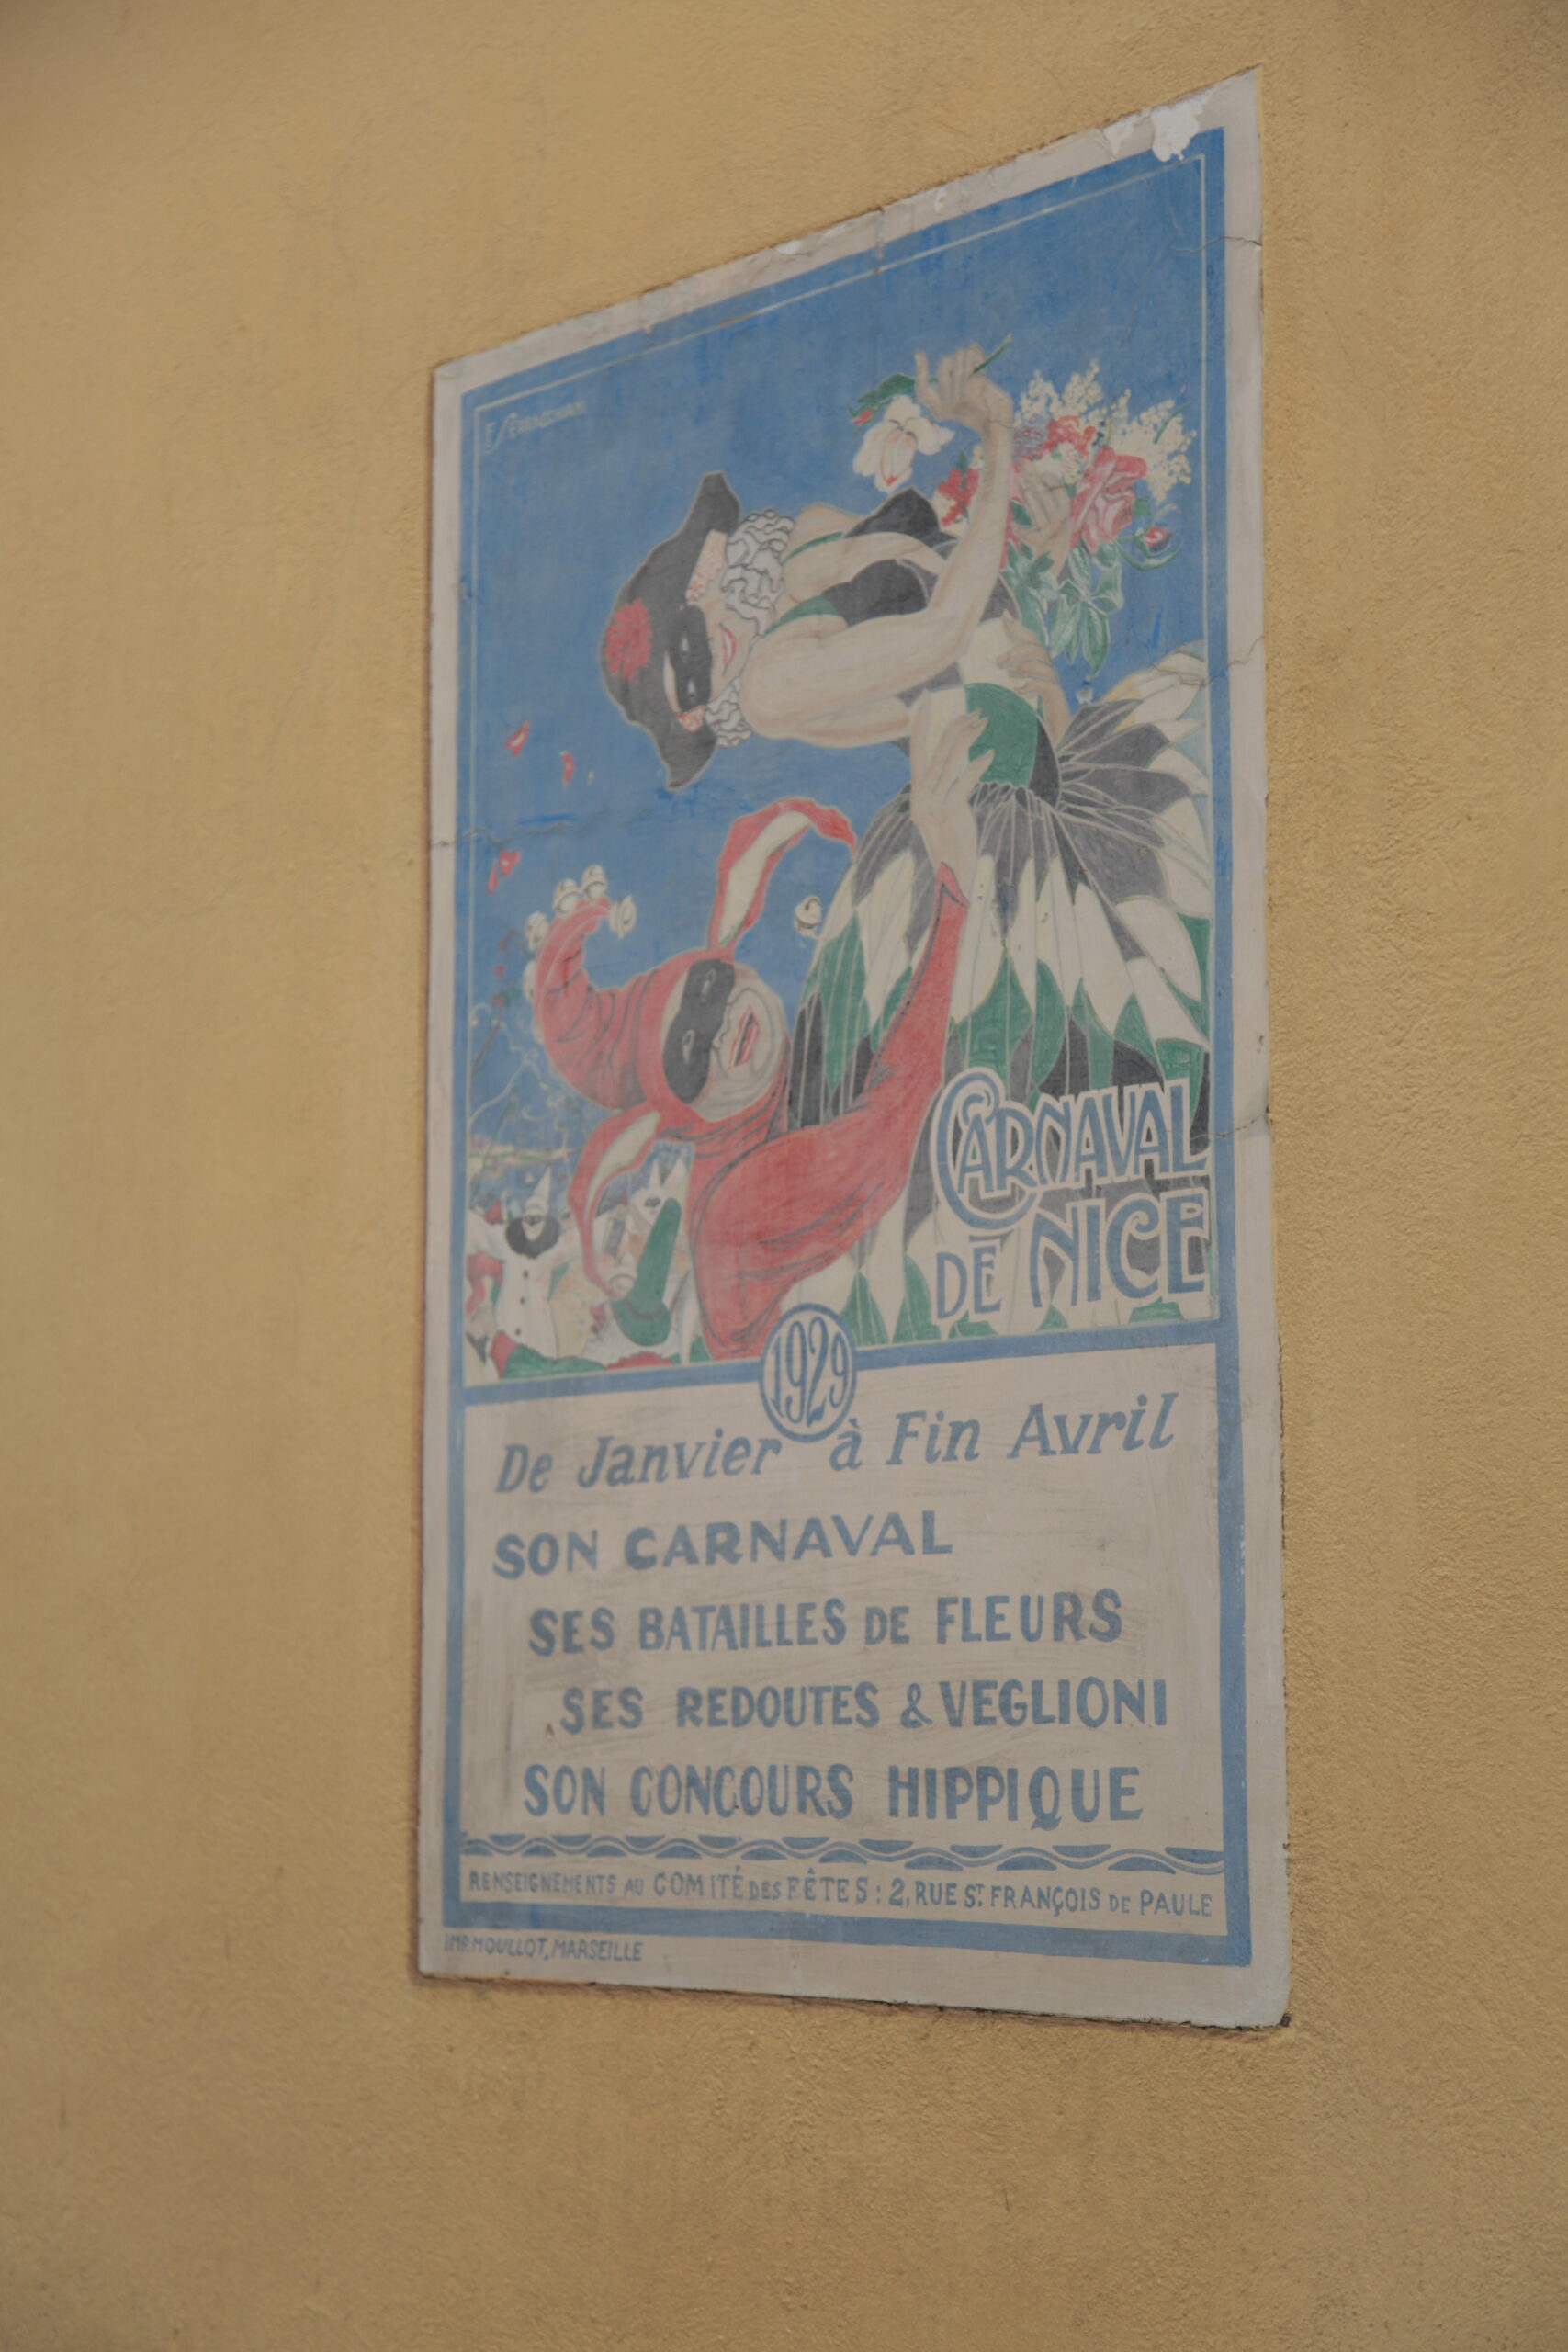 CARNAVAL
DE NICE
1929
De Janvier à Fin Avril
SON CARNAVAL
SES BATAILLES DE FLEURS
SES REDOUTES & VEGLIONI
SON CONCOURS HIPPIQUE
RENSEIGNEMENTS AU COMITÉ DES FÊTES : 2, RUE ST FRANÇOIS DE PAULE
IMP. MOULLOT, MARSEILLE